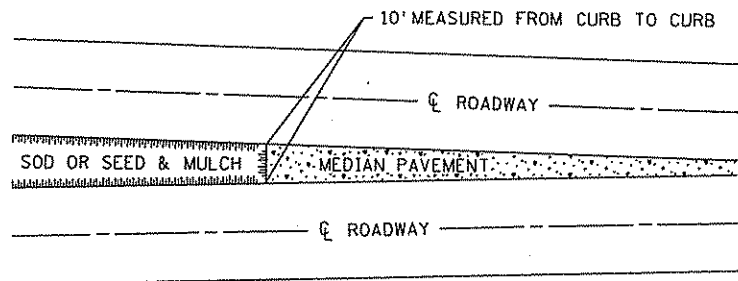 10' MEASURED FROM CURB TO CURB
℄ ROADWAY
SOD OR SEED & MULCH
MEDIAN PAVEMENT
℄ ROADWAY